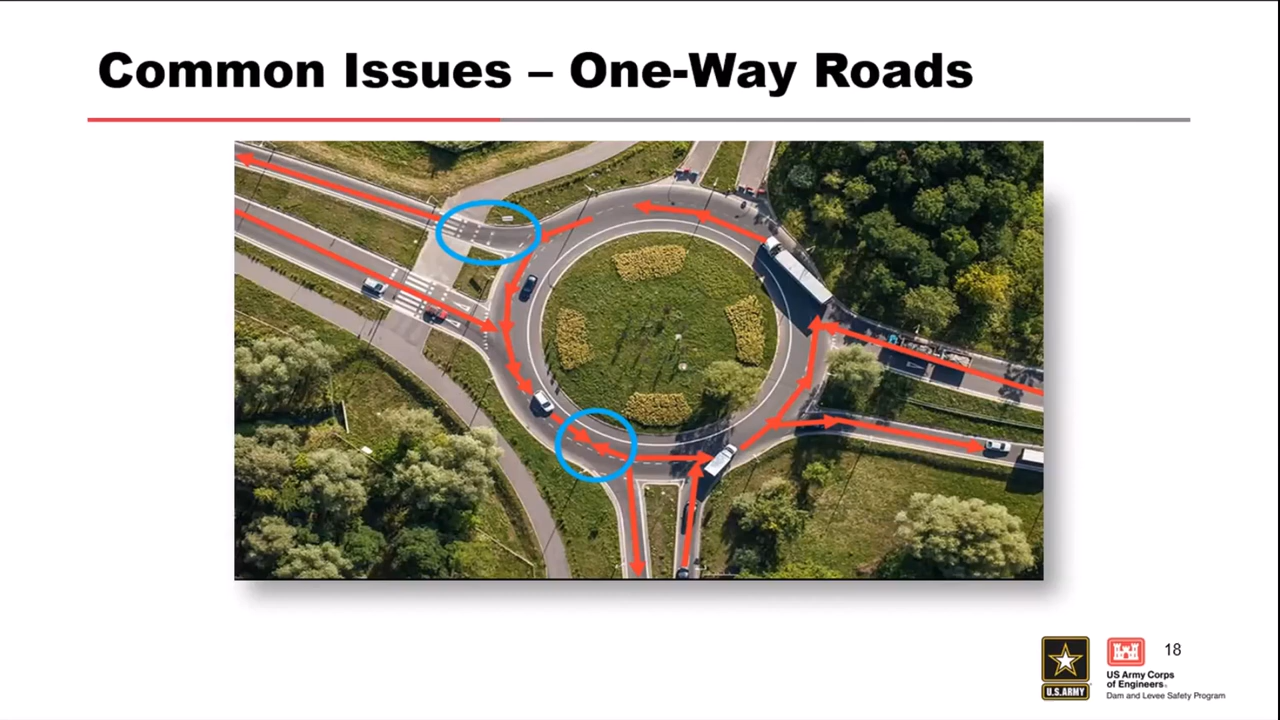 Common Issues – One-Way Roads
18
U.S.ARMY
US Army Corps
of Engineers®
Dam and Levee Safety Program